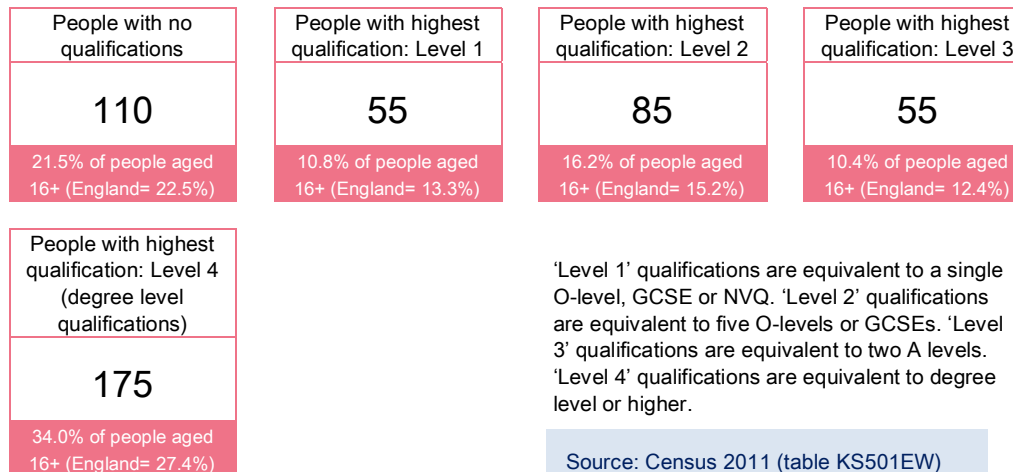 People with no
qualifications
110
21.5% of people aged
16+ (England= 22.5%)
People with highest
qualification: Level 1
55
10.8% of people aged
16+ (England= 13.3%)
People with highest
qualification: Level 2
85
16.2% of people aged
16+ (England= 15.2%)
People with highest
qualification: Level 3
55
10.4% of people aged
16+ (England= 12.4%)
People with highest
qualification: Level 4
(degree level
qualifications)
175
34.0% of people aged
16+ (England= 27.4%)
‘Level 1’ qualifications are equivalent to a single
O-level, GCSE or NVQ. ‘Level 2’ qualifications
are equivalent to five O-levels or GCSEs. ‘Level
3’ qualifications are equivalent to two A levels.
‘Level 4’ qualifications are equivalent to degree
level or higher.
Source: Census 2011 (table KS501EW)